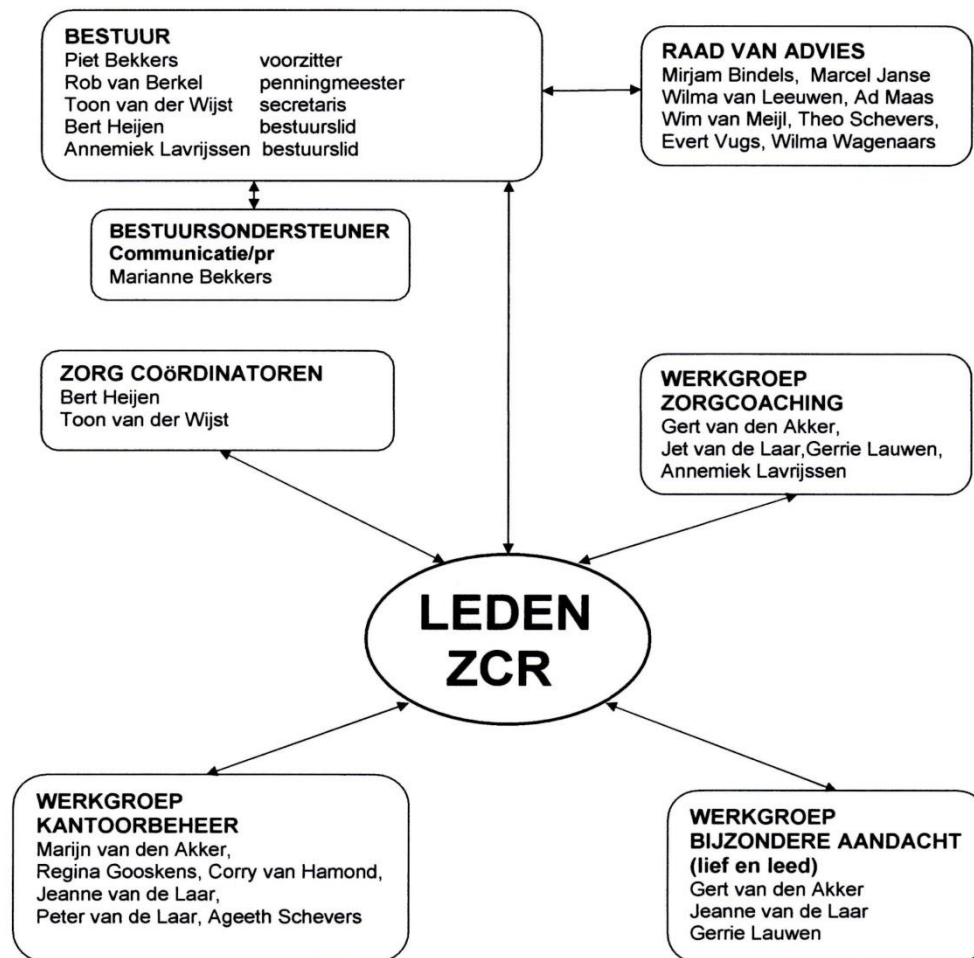 BESTUUR
Piet Bekkers voorzitter
Rob van Berkel penningmeester
Toon van der Wijst secretaris
Bert Heijen bestuurslid
Annemiek Lavrijssen bestuurslid
RAAD VAN ADVIES
Mirjam Bindels, Marcel Janse
Wilma van Leeuwen, Ad Maas
Wim van Meijl, Theo Schevers,
Evert Vugs, Wilma Wagenaars
BESTUURSONDERSTEUNER
Communicatie/pr
Marianne Bekkers
ZORG COöRDINATOREN
Bert Heijen
Toon van der Wijst
WERKGROEP
ZORGCOACHING
Gert van den Akker,
Jet van de Laar,Gerrie Lauwen,
Annemiek Lavrijssen
LEDEN
ZCR
WERKGROEP
KANTOORBEHEER
Marijn van den Akker,
Regina Gooskens, Corry van Hamond,
Jeanne van de Laar,
Peter van de Laar, Ageeth Schevers
WERKGROEP
BIJZONDERE AANDACHT
(lief en leed)
Gert van den Akker
Jeanne van de Laar
Gerrie Lauwen